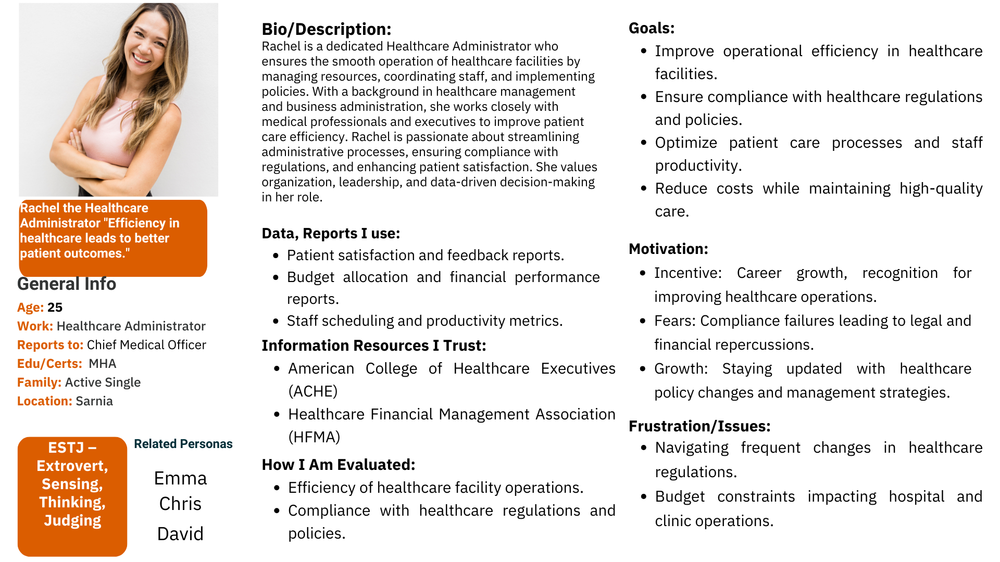 Rachel the Healthcare
Administrator "Efficiency in
healthcare leads to better
patient outcomes."
General Info
Age: 25
Work: Healthcare Administrator
Reports to: Chief Medical Officer
Edu/Certs: MHA
Family: Active Single
Location: Sarnia
ESTJ –
Extrovert,
Sensing,
Thinking,
Judging
Related Personas
Emma
Chris
David
Bio/Description:
Rachel is a dedicated Healthcare Administrator who
ensures the smooth operation of healthcare facilities by
managing resources, coordinating staff, and implementing
policies. With a background in healthcare management
and business administration, she works closely with
medical professionals and executives to improve patient
care efficiency. Rachel is passionate about streamlining
administrative processes, ensuring compliance with
regulations, and enhancing patient satisfaction. She values
organization, leadership, and data-driven decision-making
in her role.
Data, Reports I use:
• Patient satisfaction and feedback reports.
• Budget allocation and financial performance
reports.
• Staff scheduling and productivity metrics.
Information Resources I Trust:
• American College of Healthcare Executives
(ACHE)
• Healthcare Financial Management Association
(HFMA)
How I Am Evaluated:
• Efficiency of healthcare facility operations.
• Compliance with healthcare regulations and
policies.
Goals:
• Improve operational efficiency in healthcare
facilities.
• Ensure compliance with healthcare regulations
and policies.
• Optimize patient care processes and staff
productivity.
• Reduce costs while maintaining high-quality
care.
Motivation:
• Incentive: Career growth, recognition for
improving healthcare operations.
• Fears: Compliance failures leading to legal and
financial repercussions.
• Growth: Staying updated with healthcare
policy changes and management strategies.
Frustration/Issues:
• Navigating frequent changes in healthcare
regulations.
• Budget constraints impacting hospital and
clinic operations.